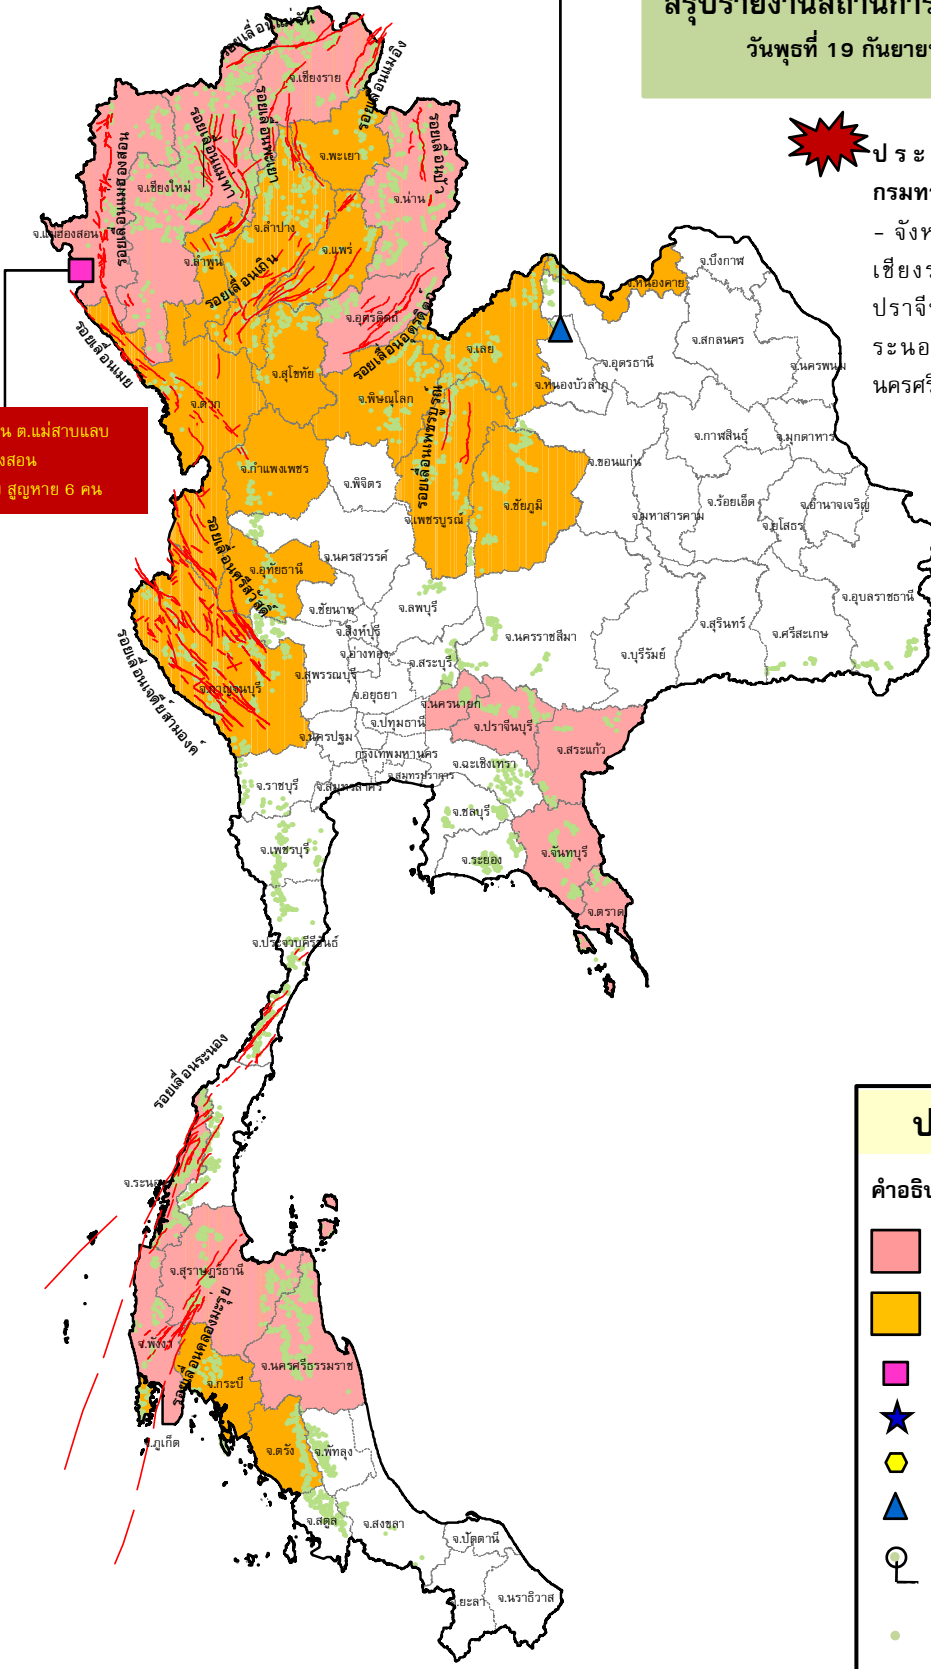 สรุปรายงานสถานการ
วันพุธที่ 19 กันยาย
ป ร ะ
กรมท
- จังห
เชียงร
ปราจี
ระนอ
นครศรี
รอยเลื่อนแม่จัน
จ.เชียงราย
รอยเลื่อนแม่อิง
รอยเลื่อนแม่ฮ่องสอน
รอยเลื่อนแม่ทา
รอยเลื่อนพะเยา
จ.พะเยา
รอยเลื่อนปัว
จ.เชียงใหม่
จ.น่าน
จ.แม่ฮ่องสอน
จ.ลำปาง
จ.แพร่
จ.ลำพูน
รอยเลื่อนเถิน
จ.บึงกาฬ
จ.หนองคาย
รอยเลื่อนเมย
จ.อุตรดิตถ์
รอยเลื่อนอุตรดิตถ์
จ.เลย
จ.สกลนคร
จ.นครพนม
จ.อุดรธานี
จ.สุโขทัย
จ.หนองบัวลำภู
จ.ตาก
จ.พิษณุโลก
รอยเลื่อนเพชรบูรณ์
น ต.แม่สาบแลบ
งสอน
สูญหาย 6 คน
จ.กาฬสินธุ์
จ.มุกดาหาร
จ.ขอนแก่น
จ.กำแพงเพชร
จ.พิจิตร
จ.ชัยภูมิ
จ.ร้อยเอ็ด
จ.อำนาจเจริญ
จ.เพชรบูรณ์
จ.มหาสารคาม
จ.ยโสธร
รอยเลื่อนศรีสวัสดิ์
จ.นครสวรรค์
จ.อุทัยธานี
จ.ชัยนาท
จ.ลพบุรี
จ.อุบลราชธานี
จ.สิงห์บุรี
จ.นครราชสีมา
จ.สุรินทร์
จ.ศรีสะเกษ
จ.อ่างทอง
จ.สระบุรี
จ.บุรีรัมย์
รอยเลื่อนเจดีย์สามองค์
จ.สุพรรณบุรี
จ.กาญจนบุรี
จ.อยุธยา
จ.นครนายก
จ.ปทุมธานี
จ.ปราจีนบุรี
จ.นครปฐม
กรุงเทพมหานคร
จ.สระแก้ว
จ.ฉะเชิงเทรา
จ.สมุทรปราการ
จ.ราชบุรี
จ.สมุทรสาคร
จ.ชลบุรี
จ.เพชรบุรี
จ.ระยอง
จ.จันทบุรี
จ.ตราด
จ.ประจวบคีรีขันธ์
รอยเลื่อนระนอง
จ.ระนอ
จ.สุราษฎร์ธานี
จ.พังงา
รอยเลื่อนคลองมะรุ่ย
จ.นครศรีธรรมราช
จ.กระบี่
จ.ภูเก็ต
จ.ตรัง
จ.พัทลุง
จ.สตูล
จ.สงขลา
จ.ปัตตานี
จ.ยะลา
จ.นราธิวาส
ป
คำอธิบ